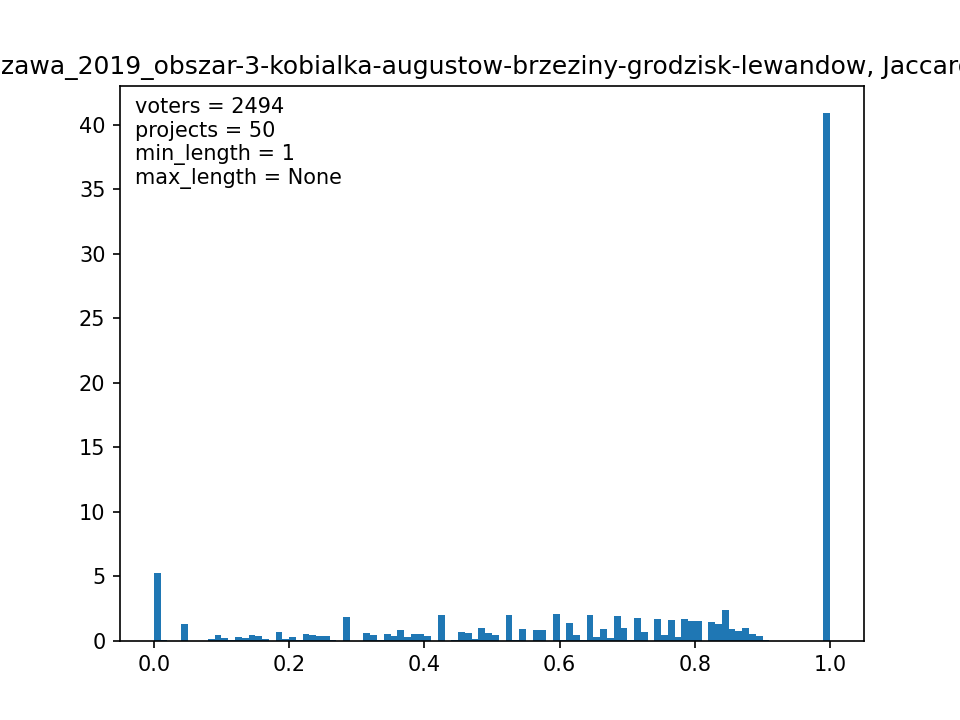 zawa_2019_obszar-3-kobialka-augustow-brzeziny-grodzisk-lewandow, Jaccar
voters = 2494
projects = 50
min_length = 1
max_length = None
40
35
30
25
20
15
10
5
0
0.0 0.2 0.4 0.6 0.8 1.0